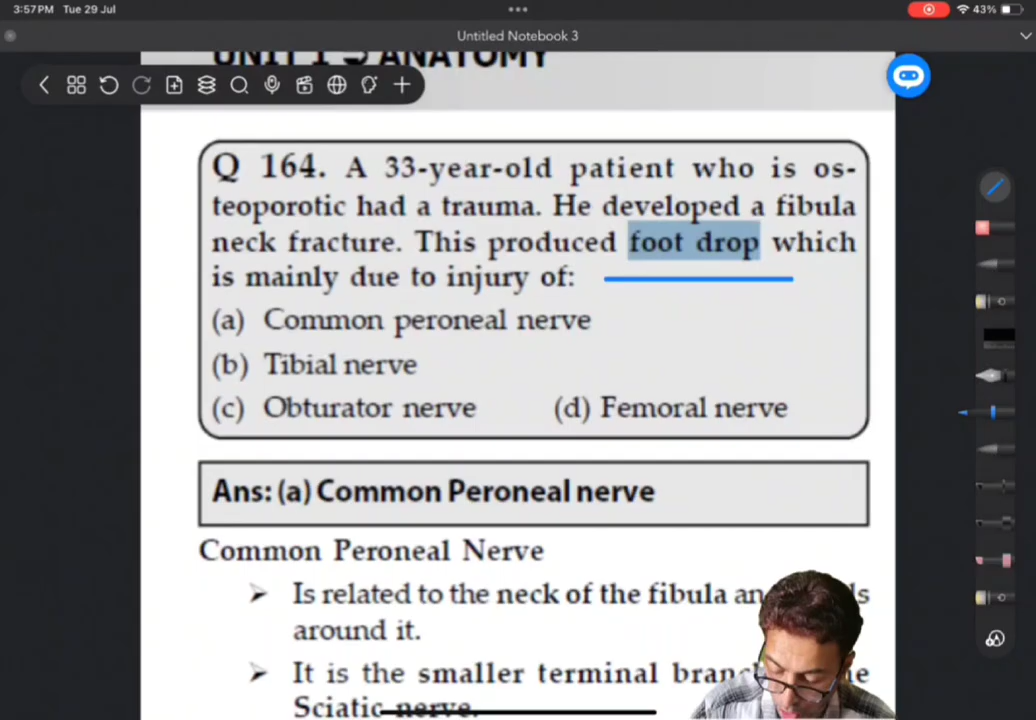 3:57 PM Tue 29 Jul
43%
Untitled Notebook 3
UNIT 1 ANATOMY
Q 164. A 33-year-old patient who is os-
teoporotic had a trauma. He developed a fibula
neck fracture. This produced foot drop which
is mainly due to injury of:
(a) Common peroneal nerve
(b) Tibial nerve
(c) Obturator nerve (d) Femoral nerve
Ans: (a) Common Peroneal nerve
Common Peroneal Nerve
Is related to the neck of the fibula
around it.
It is the smaller terminal
Sciatic nerve.